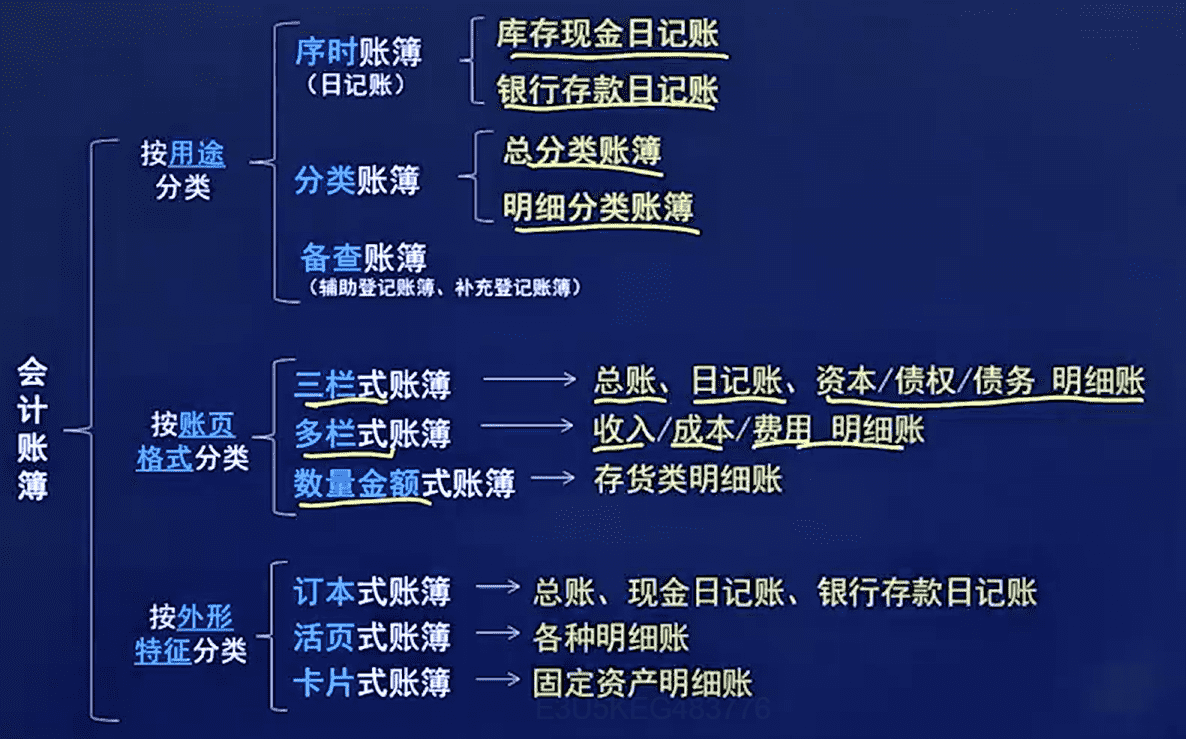 会计账簿
按用途
分类
序时账簿
（日记账）
库存现金日记账
银行存款日记账
分类账簿
总分类账簿
明细分类账簿
备查账簿
（辅助登记账簿、补充登记账簿）
按账页
格式分类
三栏式账簿
总账、日记账、资本/债权/债务 明细账
多栏式账簿
收入/成本/费用 明细账
数量金额式账簿
存货类明细账
按外形
特征分类
订本式账簿
总账、现金日记账、银行存款日记账
活页式账簿
各种明细账
卡片式账簿
固定资产明细账
E3U5KEG483776